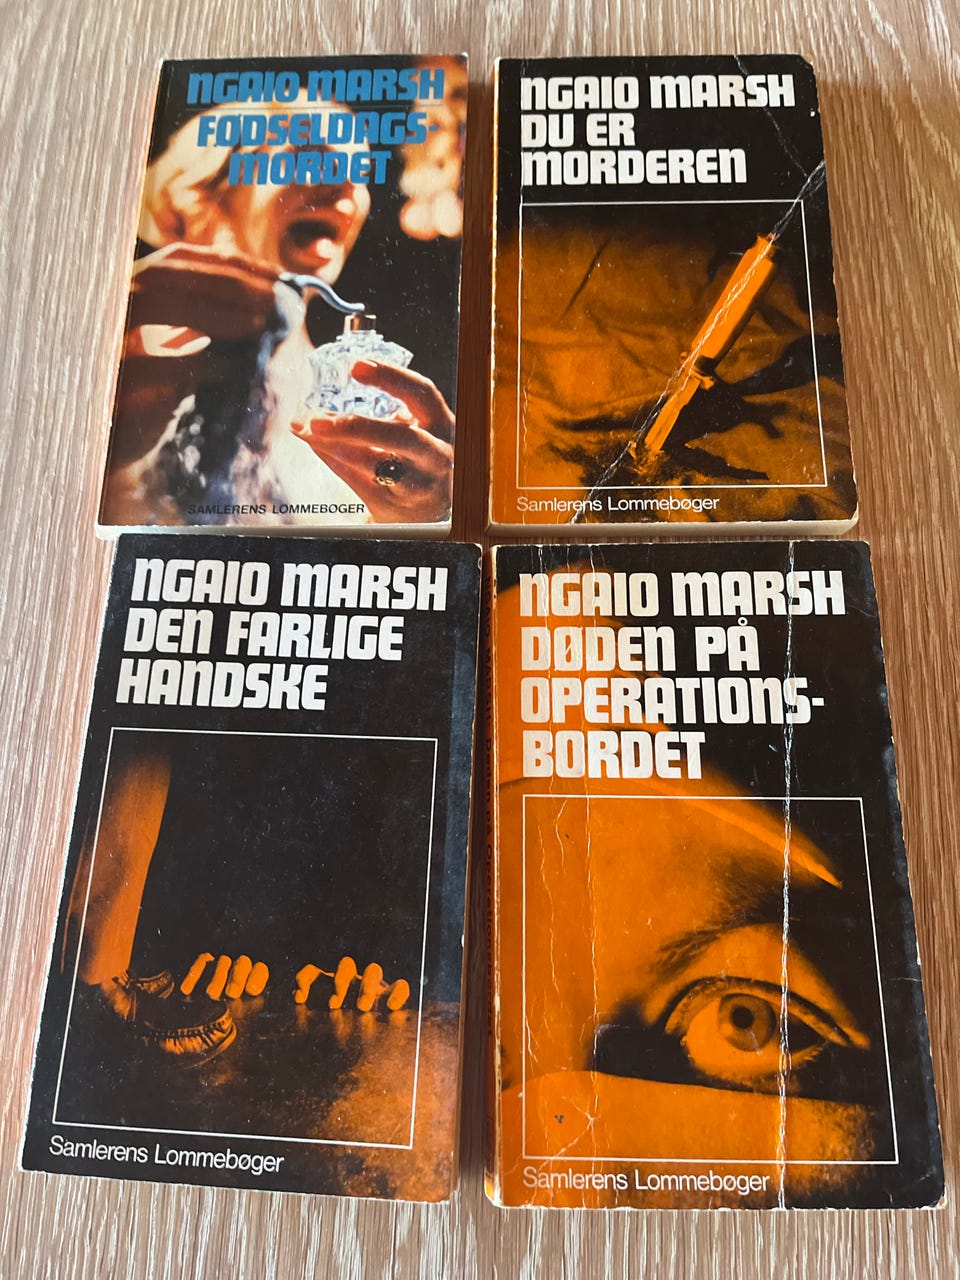 NGAIO MARSH
FØDSELDAGS-
MORDET
SAMLERENS LOMMEBØGER
NGAIO MARSH
DU ER
MORDEREN
Samlerens Lommebøger
NGAIO MARSH
DEN FARLIGE
HANDSKE
Samlerens Lommebøger
NGAIO MARSH
DØDEN PÅ
OPERATIONS-
BORDET
Samlerens Lommebøger